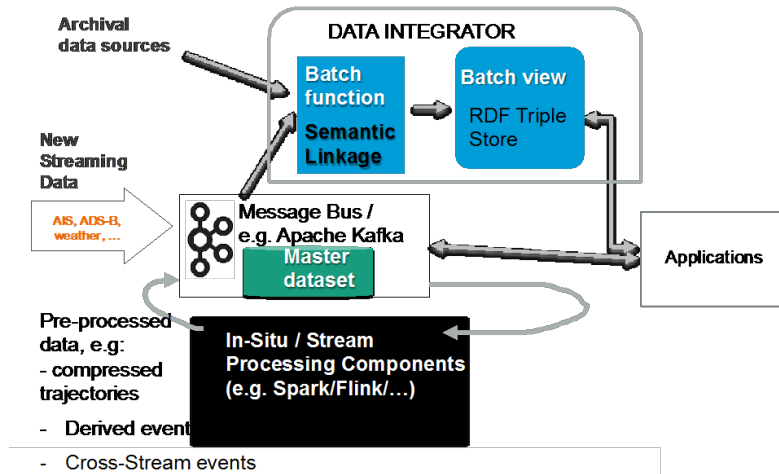 Archival
data sources
DATA INTEGRATOR
Batch
function
Semantic
Linkage
Batch view
RDF Triple
Store
New
Streaming
Data
AIS, ADS-B,
weather, ...
Message Bus /
e.g. Apache Kafka
Master
dataset
Applications
Pre-processed
data, e.g:
- compressed
trajectories
- Derived event
- Cross-Stream events
In-Situ / Stream
Processing Components
(e.g. Spark/Flink/…)